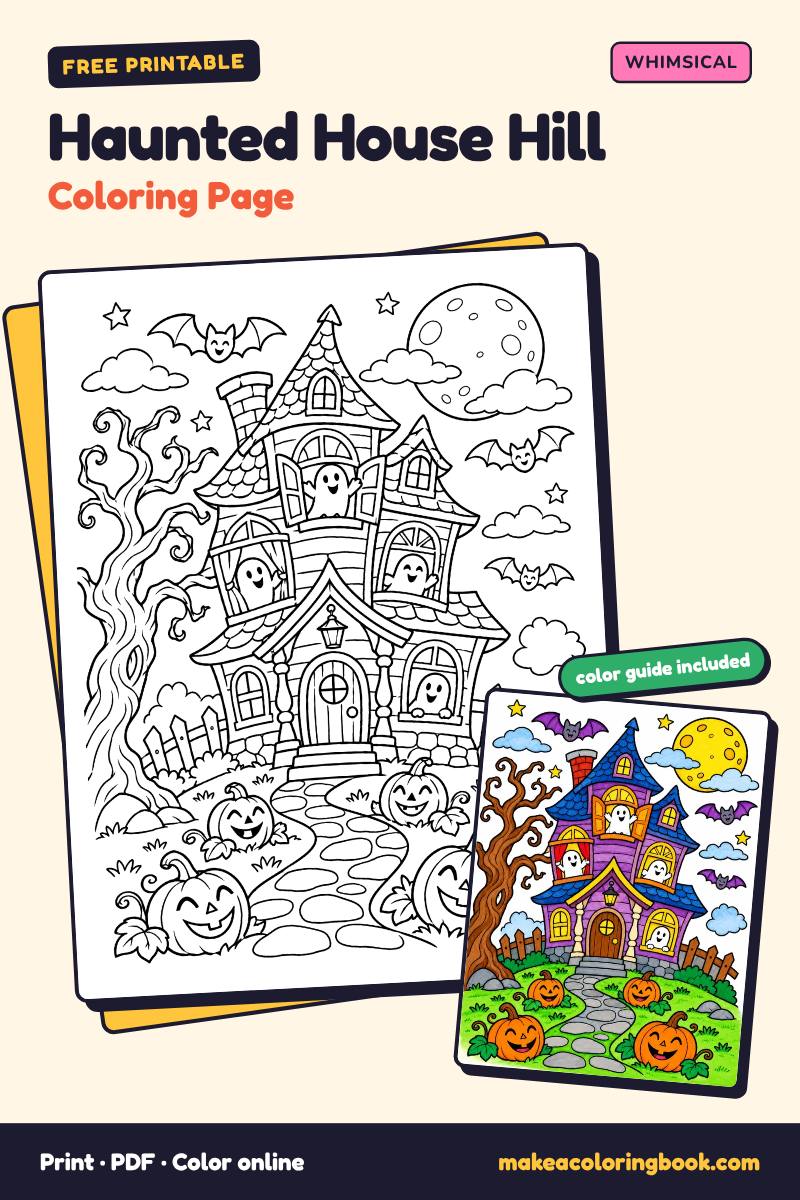 FREE PRINTABLE
WHIMSICAL
Haunted House Hill
Coloring Page
color guide included
Print · PDF · Color online
makeacoloringbook.com